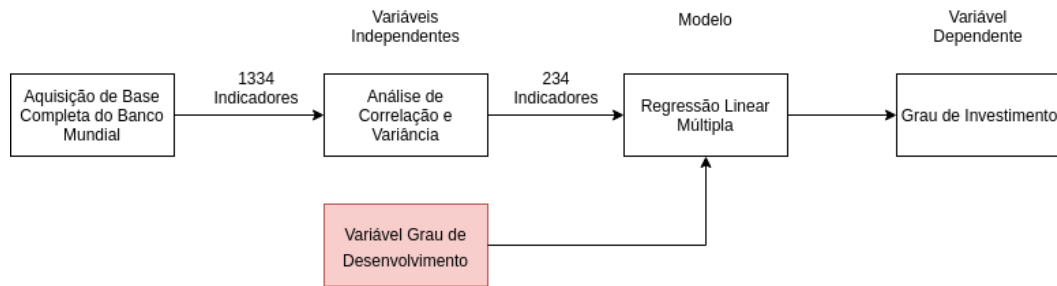 Variáveis
Independentes
Modelo
Variável
Dependente
Aquisição de Base
Completa do Banco
Mundial
1334
Indicadores
Análise de
Correlação e
Variância
234
Indicadores
Regressão Linear
Múltipla
Grau de Investimento
Variável Grau de
Desenvolvimento